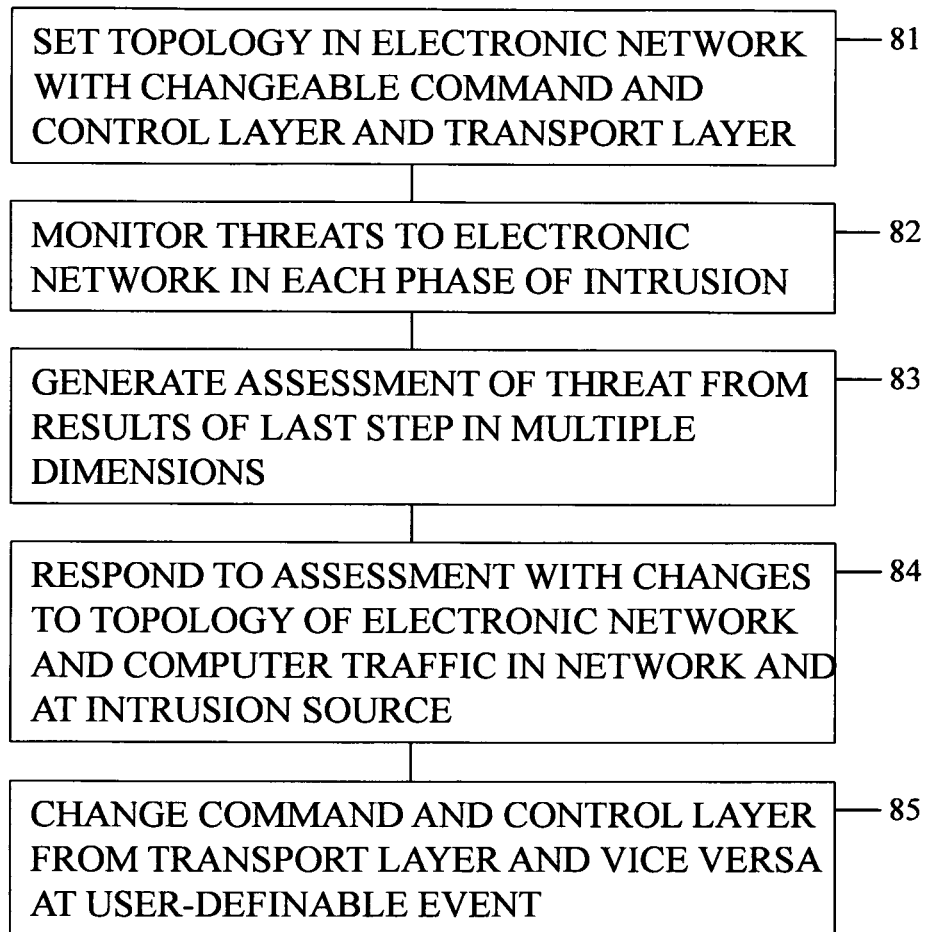 SET TOPOLOGY IN ELECTRONIC NETWORK
WITH CHANGEABLE COMMAND AND
CONTROL LAYER AND TRANSPORT LAYER
81
MONITOR THREATS TO ELECTRONIC
NETWORK IN EACH PHASE OF INTRUSION
82
GENERATE ASSESSMENT OF THREAT FROM
RESULTS OF LAST STEP IN MULTIPLE
DIMENSIONS
83
RESPOND TO ASSESSMENT WITH CHANGES
TO TOPOLOGY OF ELECTRONIC NETWORK
AND COMPUTER TRAFFIC IN NETWORK AND
AT INTRUSION SOURCE
84
CHANGE COMMAND AND CONTROL LAYER
FROM TRANSPORT LAYER AND VICE VERSA
AT USER-DEFINABLE EVENT
85